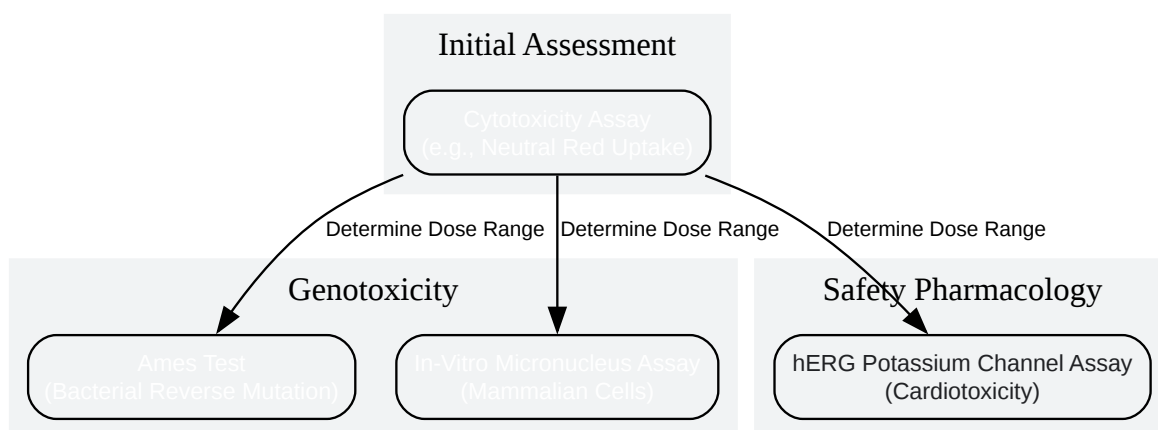 Initial Assessment
Cytotoxicity Assay
(e.g., Neutral Red Uptake)
Determine Dose Range
Determine Dose Range
Determine Dose Range
Genotoxicity
Safety Pharmacology
Ames Test
(Bacterial Reverse Mutation)
In-Vitro Micronucleus Assay
(Mammalian Cells)
hERG Potassium Channel Assay
(Cardiotoxicity)